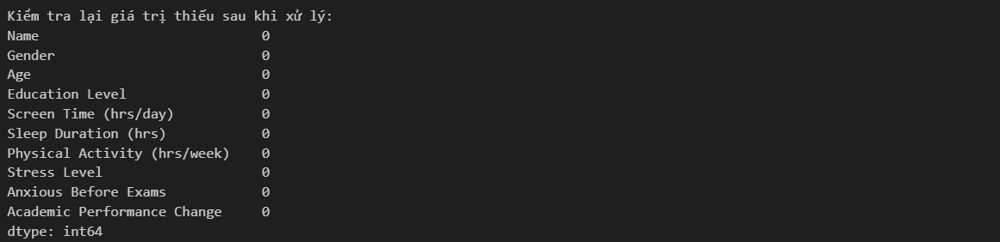 Kiểm tra lại giá trị thiếu sau khi xử lý:
Name                            0
Gender                          0
Age                             0
Education Level                 0
Screen Time (hrs/day)           0
Sleep Duration (hrs)            0
Physical Activity (hrs/week)    0
Stress Level                    0
Anxious Before Exams            0
Academic Performance Change     0
dtype: int64